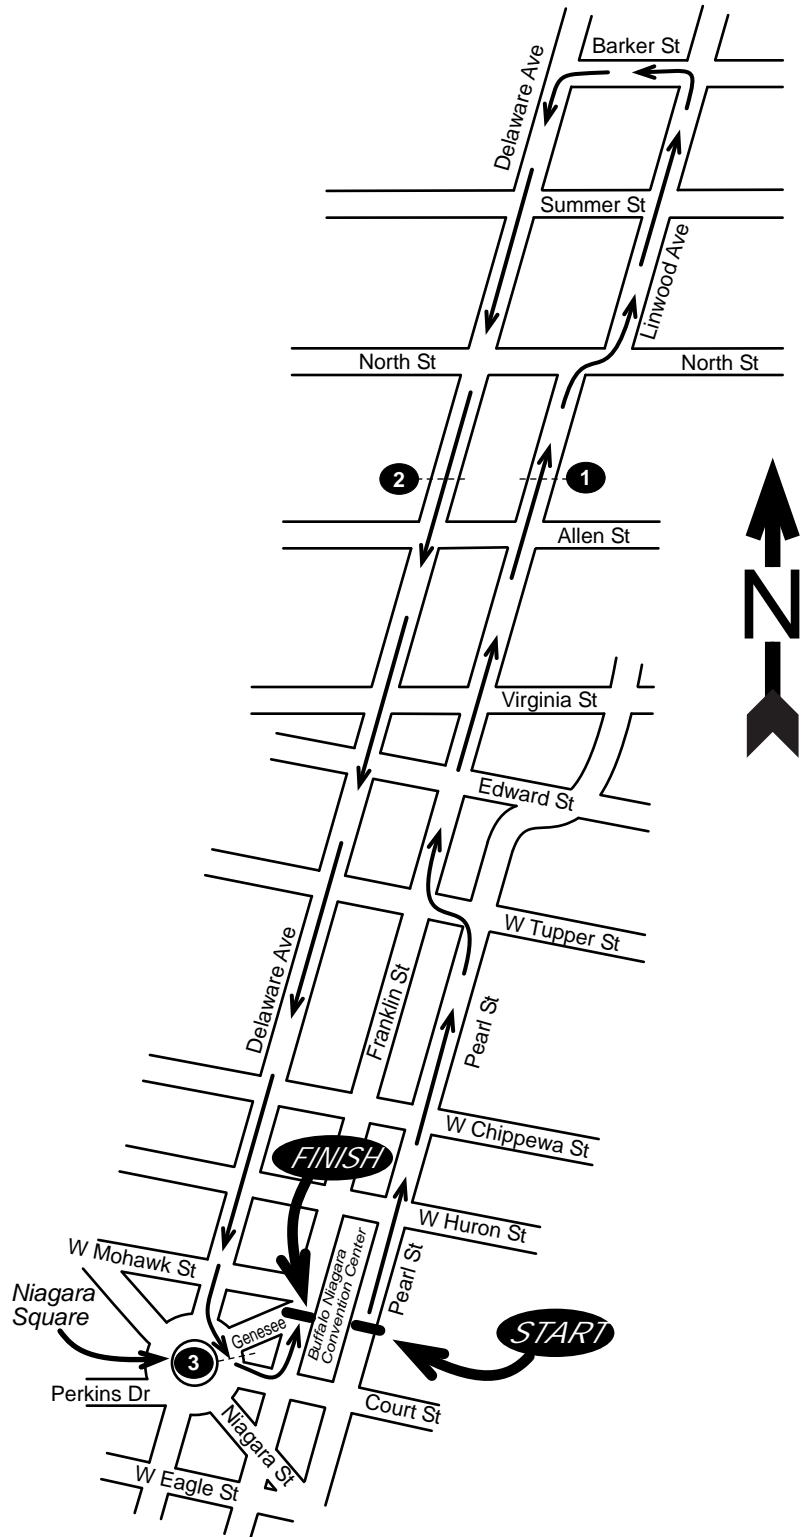 Barker St
Delaware Ave
Summer St
Linwood Ave
North St
North St
2
1
Allen St
N
Virginia St
Edward St
W Tupper St
Delaware Ave
Franklin St
Pearl St
W Chippewa St
FINISH
W Huron St
W Mohawk St
Pearl St
Buffalo Niagara
Convention Center
Niagara
Square
Genesee
START
3
Perkins Dr
Court St
Niagara St
W Eagle St